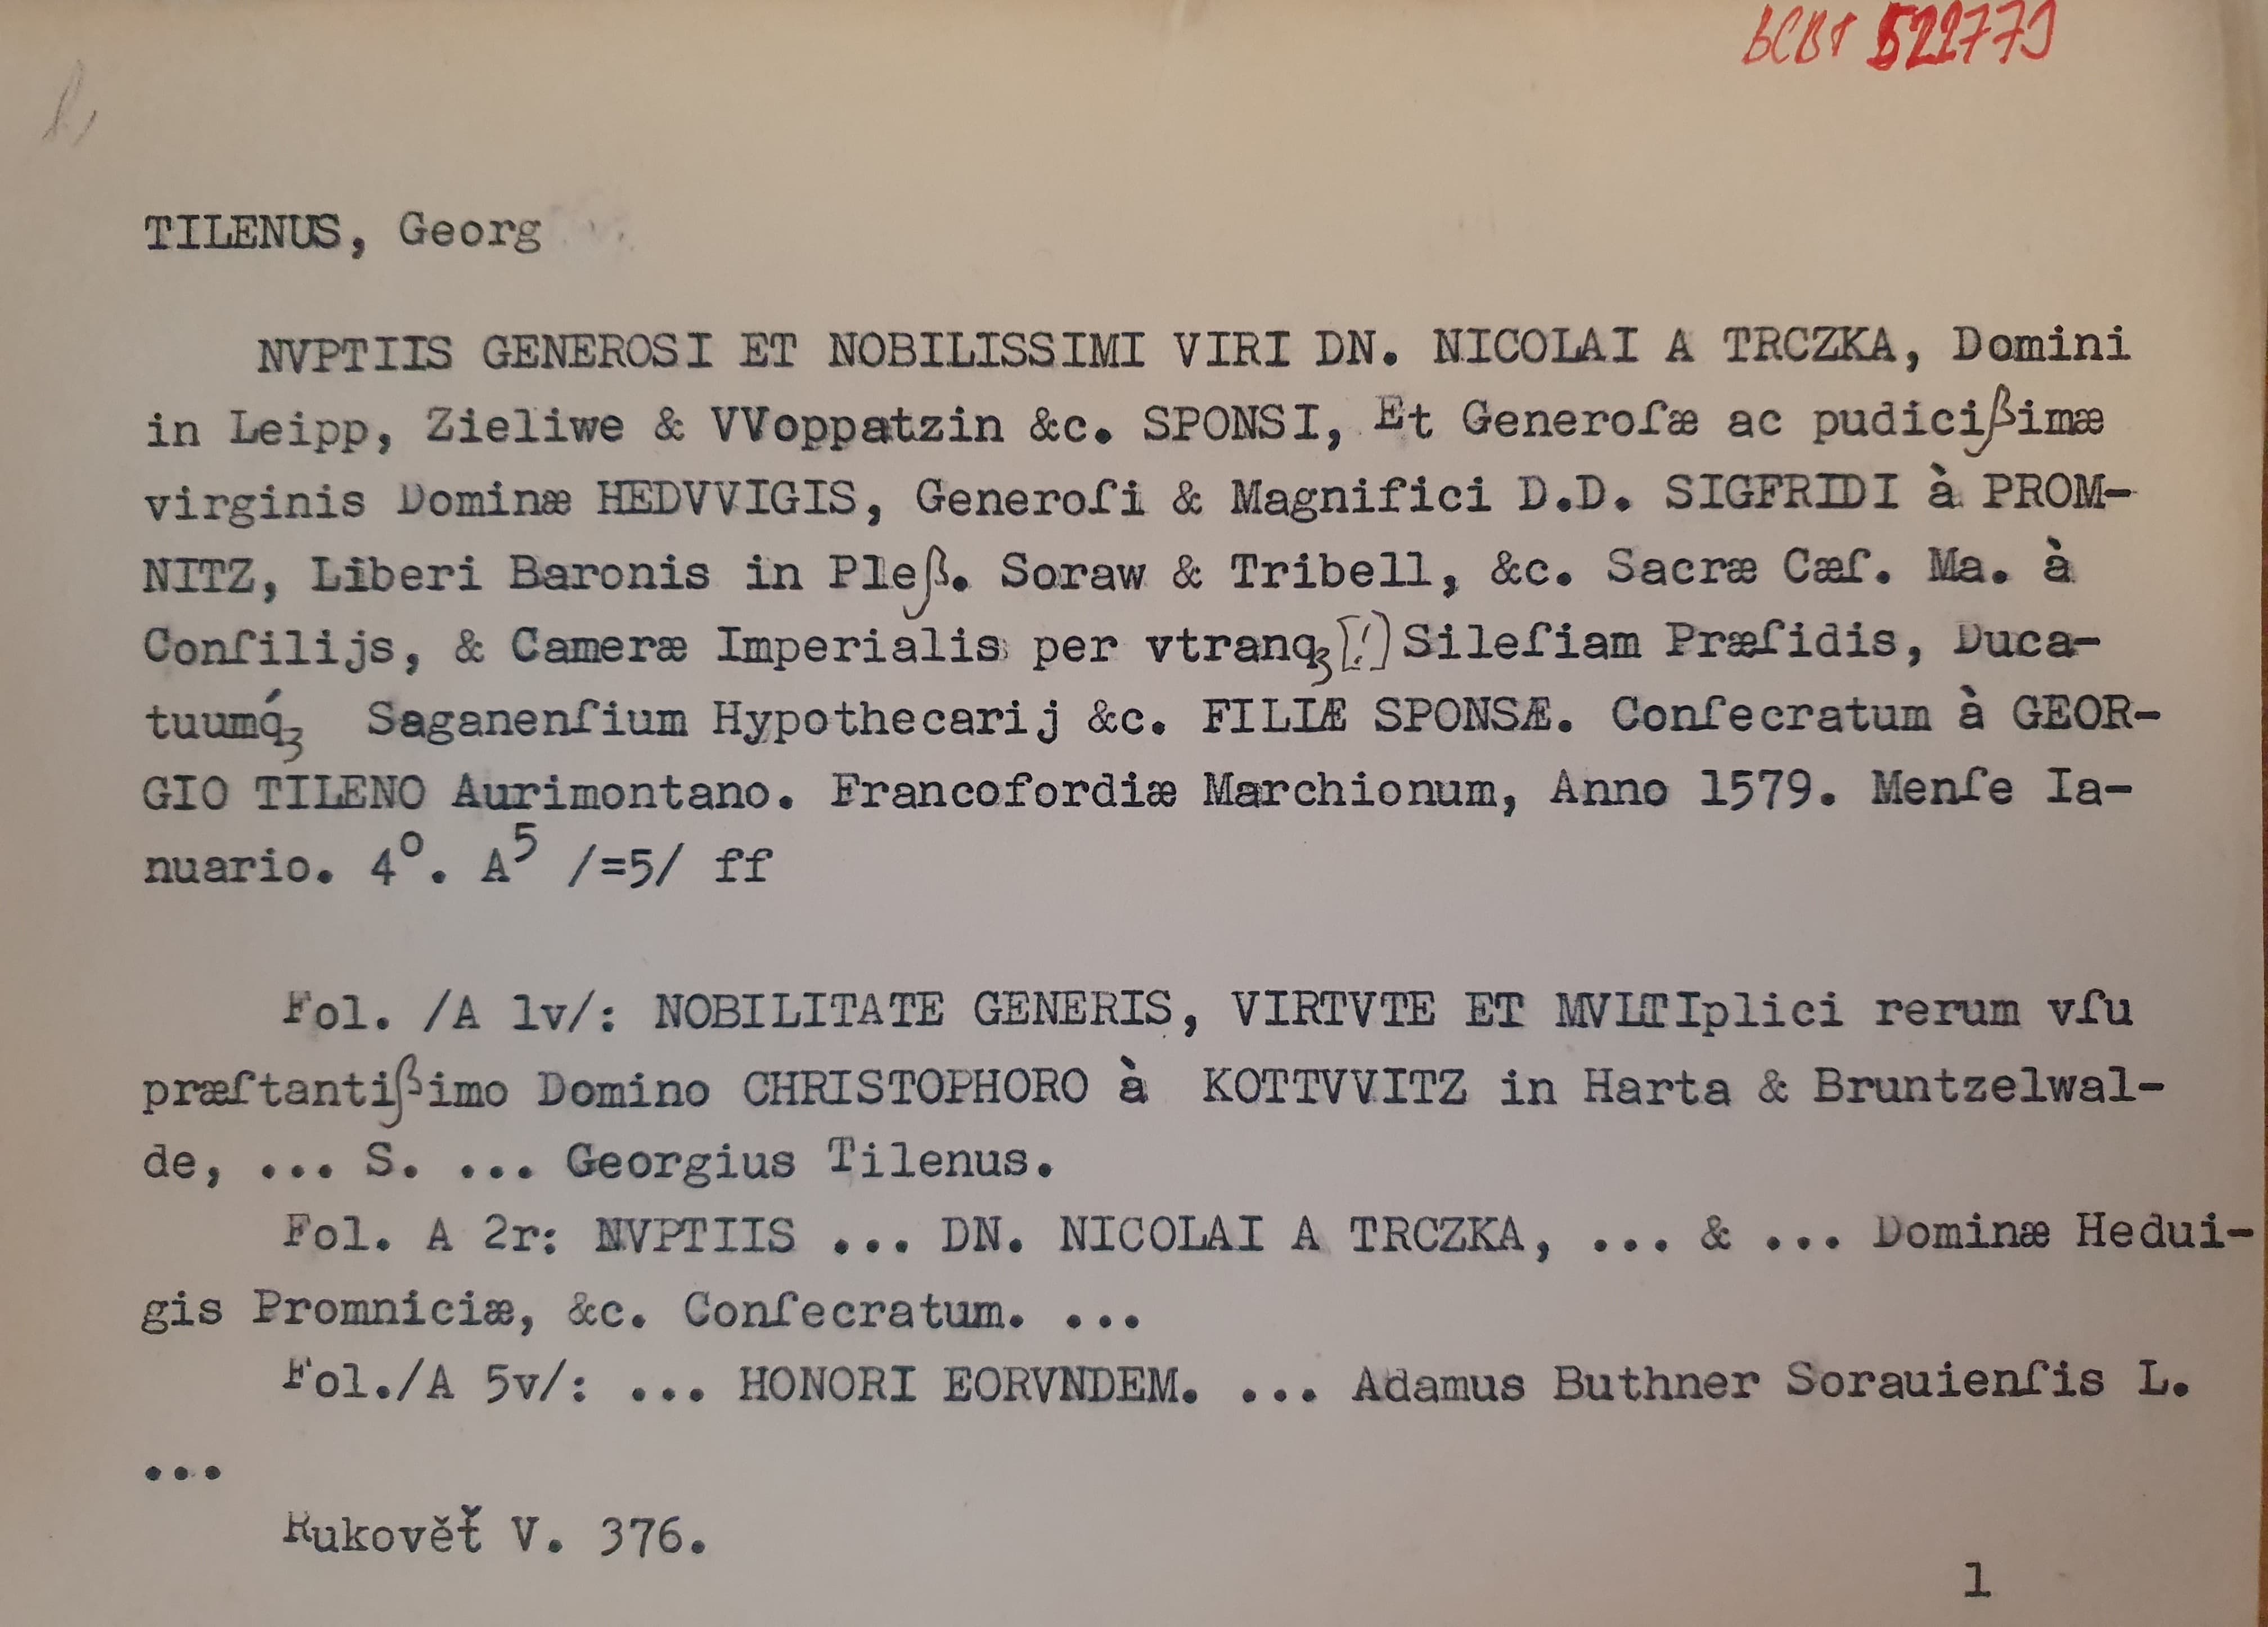 BCBT 522779
TILENUS, Georg
NVPTIIS GENEROSI ET NOBILISSIMI VIRI DN. NICOLAI A TRCZKA, Domini
in Leipp, Zieliwe & VVoppatzin &c. SPONSI, Et Generoſæ ac pudicißimæ
virginis Dominæ HEDVVIGIS, Generoſi & Magnifici D.D. SIGFRIDI à PROM-
NITZ, Liberi Baronis in Pleß. Soraw & Tribell, &c. Sacræ Cæſ. Ma. à
Conſilijs, & Cameræ Imperialis per vtranqꝫ [!] Sileſiam Præſidis, Duca-
tuumq́ꝫ Saganenſium Hypothecarij &c. FILIÆ SPONSÆ. Conſecratum à GEOR-
GIO TILENO Aurimontano. Francofordiæ Marchionum, Anno 1579. Menſe Ia-
nuario. 4°. A⁵ /=5/ ff
Fol. /A lv/: NOBILITATE GENERIS, VIRTVTE ET MVLTIplici rerum vſu
præſtantißimo Domino CHRISTOPHORO à KOTTVVITZ in Harta & Bruntzelwal-
de, ... S. ... Georgius Tilenus.
Fol. A 2r: NVPTIIS ... DN. NICOLAI A TRCZKA, ... & ... Dominæ Hedui-
gis Promniciæ, &c. Conſecratum. ...
Fol./A 5v/: ... HONORI EORVNDEM. ... Adamus Buthner Sorauienſis L.
...
Rukověť V. 376.
1